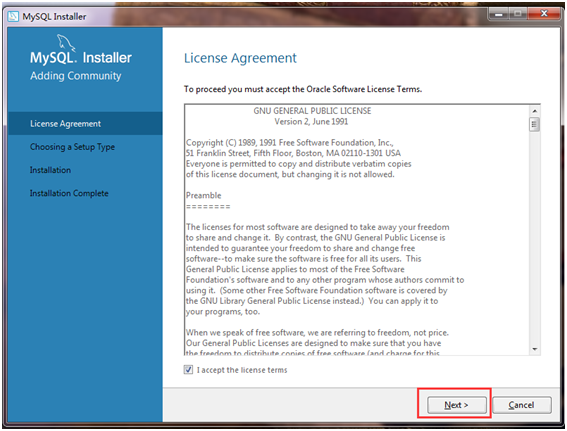 MySQL Installer
MySQL. Installer
Adding Community
License Agreement
Choosing a Setup Type
Installation
Installation Complete
License Agreement
To proceed you must accept the Oracle Software License Terms.
GNU GENERAL PUBLIC LICENSE
Version 2, June 1991
Copyright (C) 1989, 1991 Free Software Foundation, Inc.,
51 Franklin Street, Fifth Floor, Boston, MA 02110-1301 USA
Everyone is permitted to copy and distribute verbatim copies
of this license document, but changing it is not allowed.
Preamble
========
The licenses for most software are designed to take away your freedom
to share and change it. By contrast, the GNU General Public License is
intended to guarantee your freedom to share and change free
software--to make sure the software is free for all its users. This
General Public License applies to most of the Free Software
Foundation's software and to any other program whose authors commit to
using it. (Some other Free Software Foundation software is covered by
the GNU Library General Public License instead.) You can apply it to
your programs, too.
When we speak of free software, we are referring to freedom, not price.
Our General Public Licenses are designed to make sure that you have
the freedom to distribute copies of free software (and charge for this
I accept the license terms
Next >
Cancel